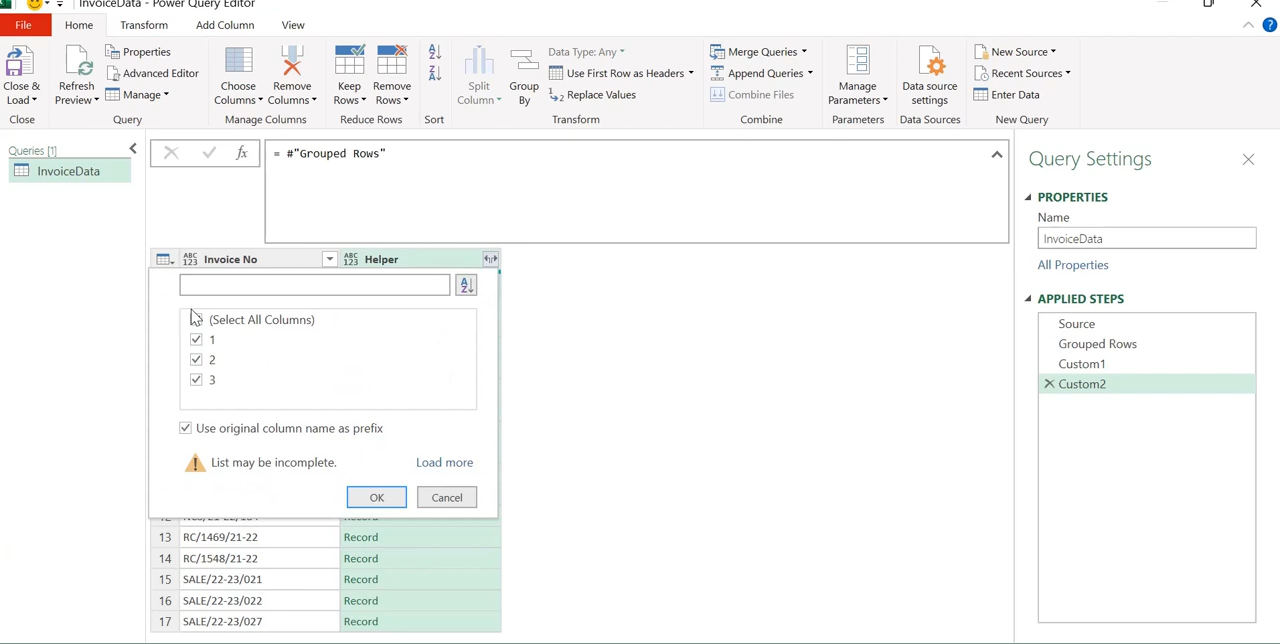 InvoiceData - Power Query Editor
File Home Transform Add Column View
Close & Load
Close
Refresh Preview
Properties
Advanced Editor
Manage
Query
Choose Columns
Remove Columns
Manage Columns
Keep Rows
Remove Rows
Reduce Rows
Sort
Split Column
Group By
Data Type: Any
Use First Row as Headers
Replace Values
Transform
Merge Queries
Append Queries
Combine Files
Combine
Manage Parameters
Parameters
Data source settings
Data Sources
New Source
Recent Sources
Enter Data
New Query
Queries [1]
InvoiceData
fx
= #"Grouped Rows"
ABC 123 Invoice No
ABC 123 Helper
A Z
(Select All Columns)
1
2
3
Use original column name as prefix
List may be incomplete. Load more
OK Cancel
13 RC/1469/21-22 Record
14 RC/1548/21-22 Record
15 SALE/22-23/021 Record
16 SALE/22-23/022 Record
17 SALE/22-23/027 Record
Query Settings
PROPERTIES
Name
InvoiceData
All Properties
APPLIED STEPS
Source
Grouped Rows
Custom1
Custom2